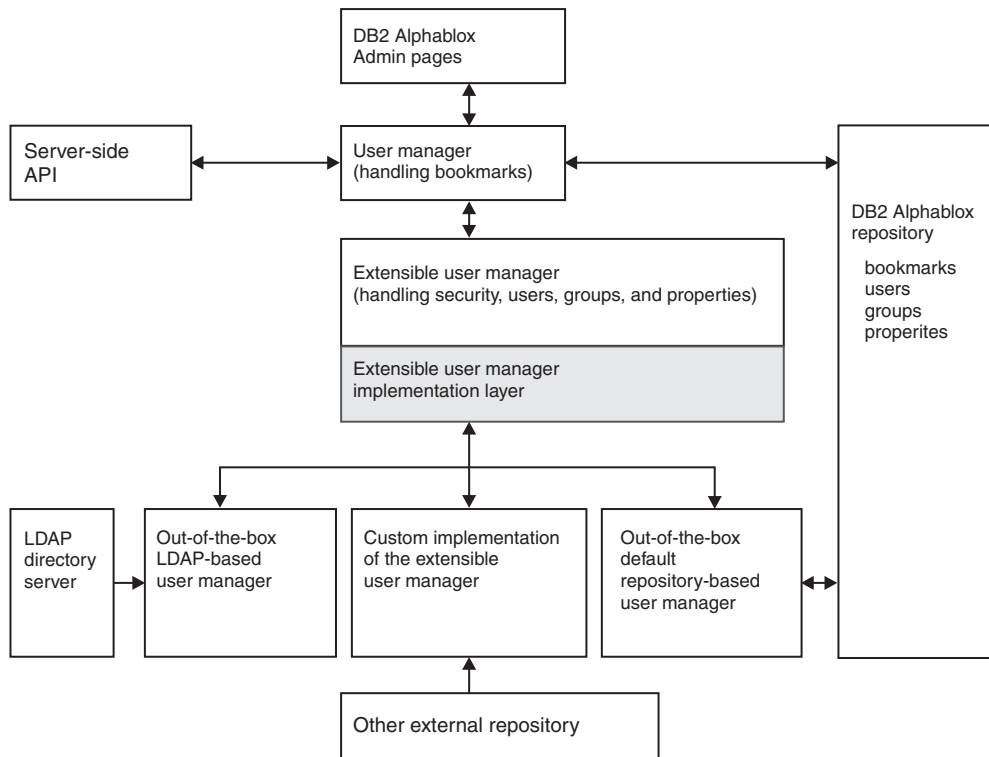 DB2 Alphablox
Admin pages
Server-side
API
User manager
(handling bookmarks)
DB2 Alphablox
repository
bookmarks
users
groups
properites
Extensible user manager
(handling security, users, groups, and properties)
Extensible user manager
implementation layer
LDAP
directory
server
Out-of-the-box
LDAP-based
user manager
Custom implementation
of the extensible
user manager
Out-of-the-box
default
repository-based
user manager
Other external repository